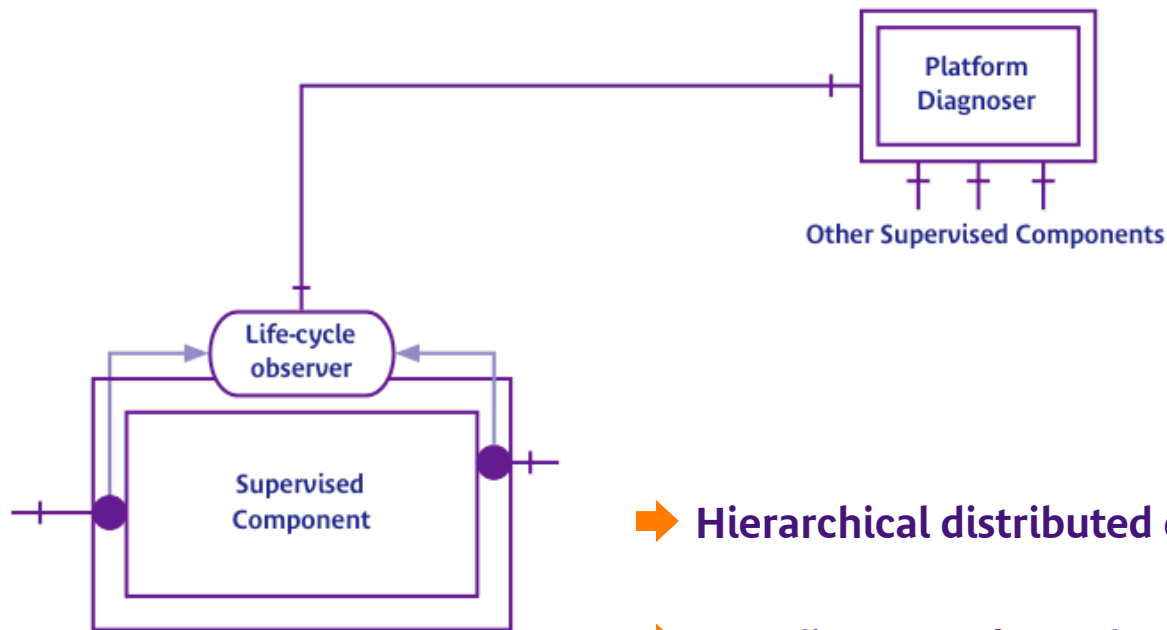 Platform
Diagnoser
Other Supervised Components
Life-cycle
observer
Supervised
Component
Hierarchical distributed